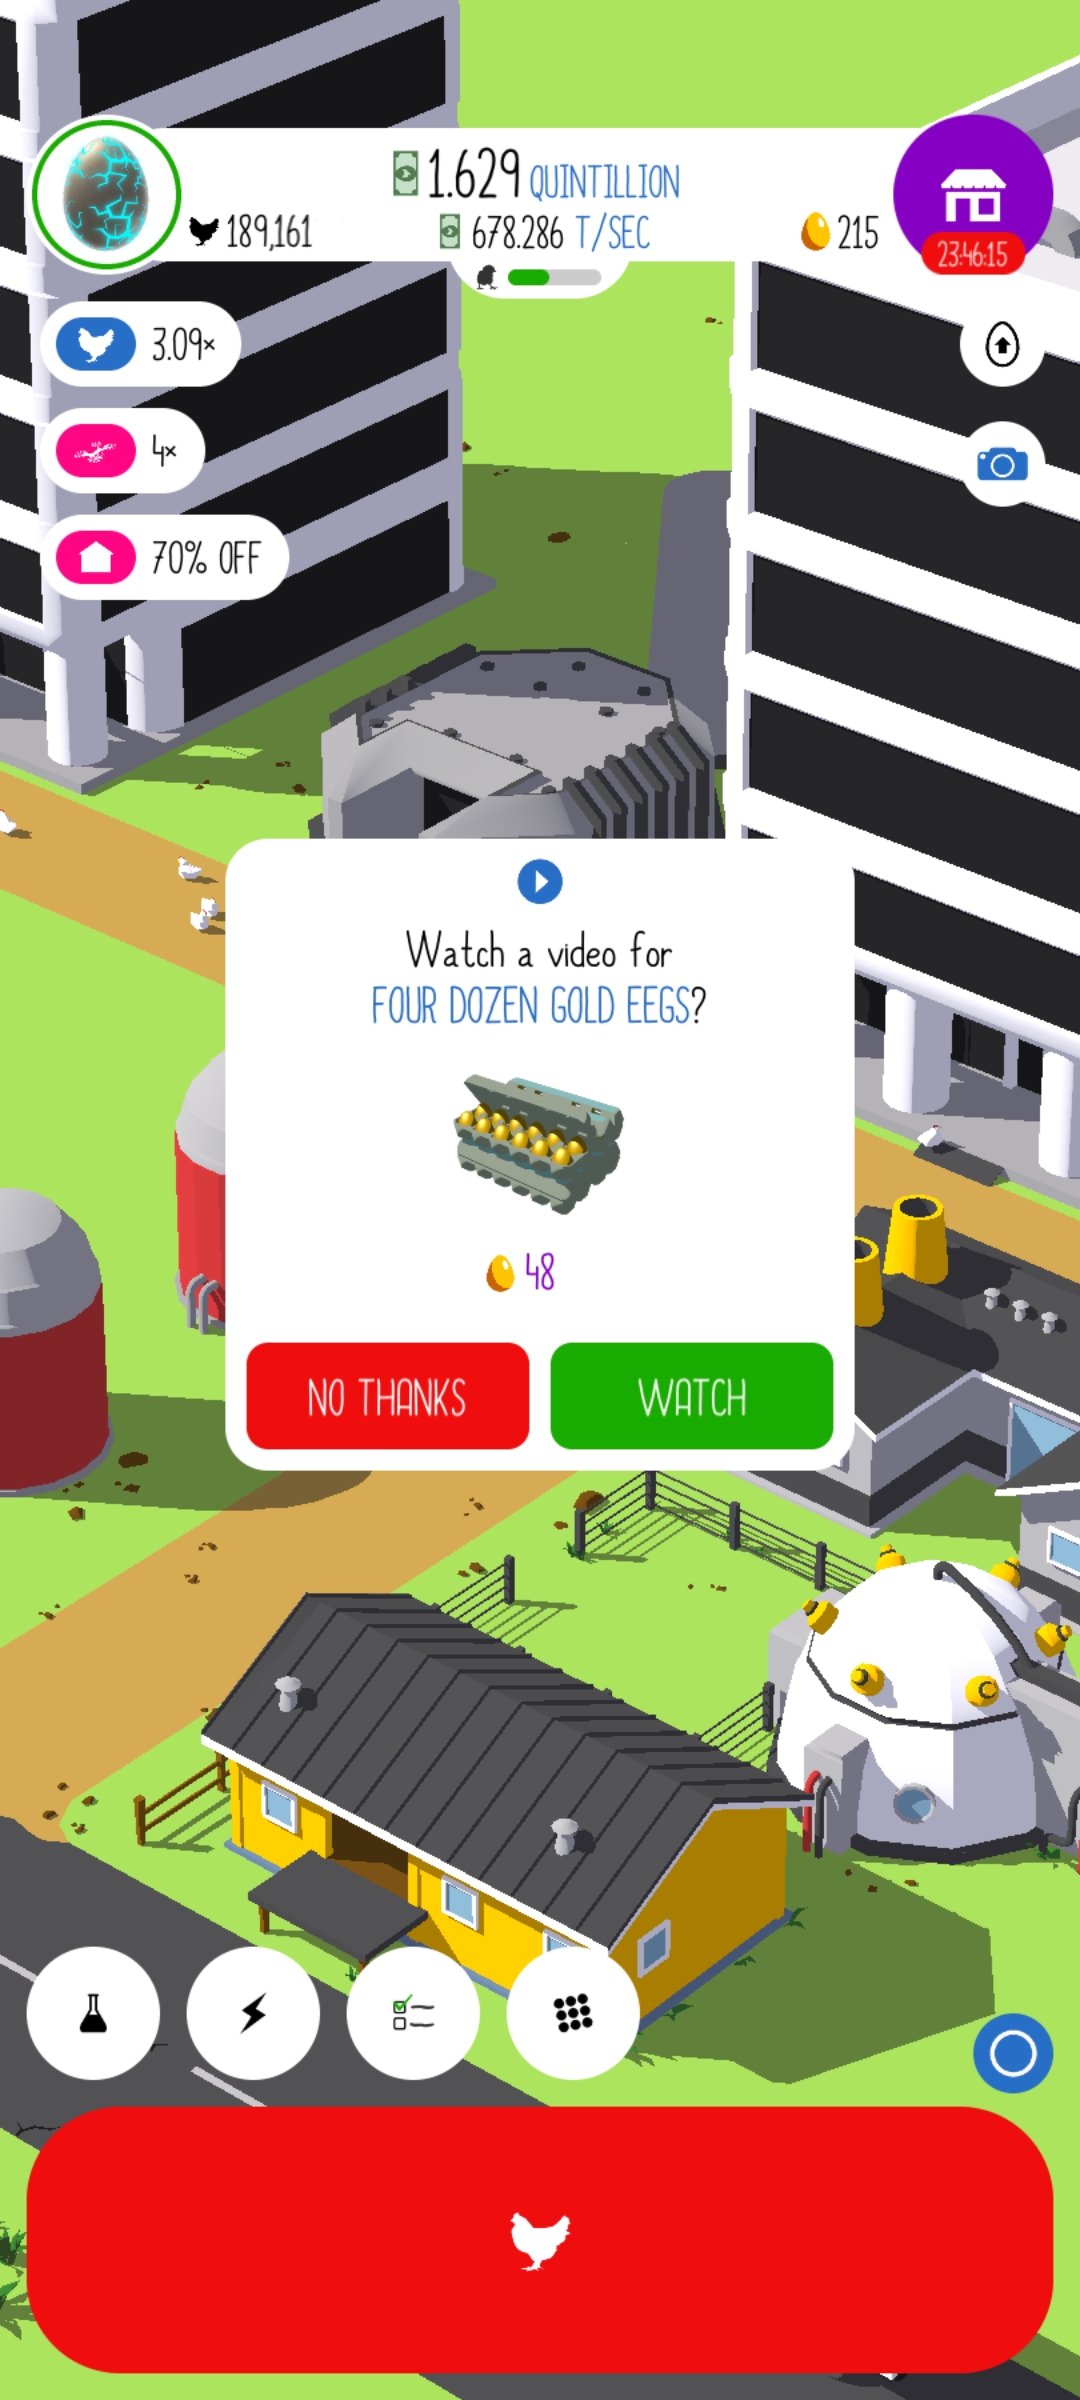 1.629 QUINTILLION
189,161
678.286 T/SEC
215
23:46:15
3.09×
4×
70% OFF
Watch a video for
FOUR DOZEN GOLD EEGS?
48
NO THANKS
WATCH